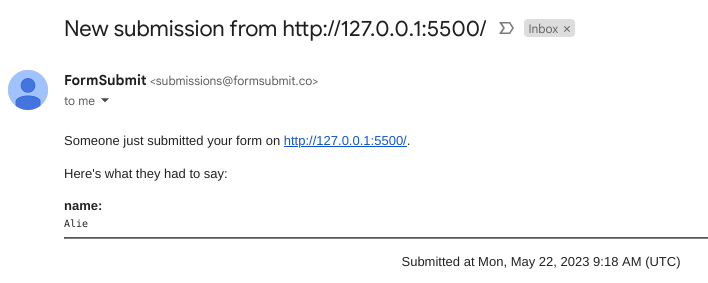 New submission from http://127.0.0.1:5500/ Inbox ×
FormSubmit <submissions@formsubmit.co>
to me
Someone just submitted your form on http://127.0.0.1:5500/.
Here's what they had to say:
name:
Alie
Submitted at Mon, May 22, 2023 9:18 AM (UTC)